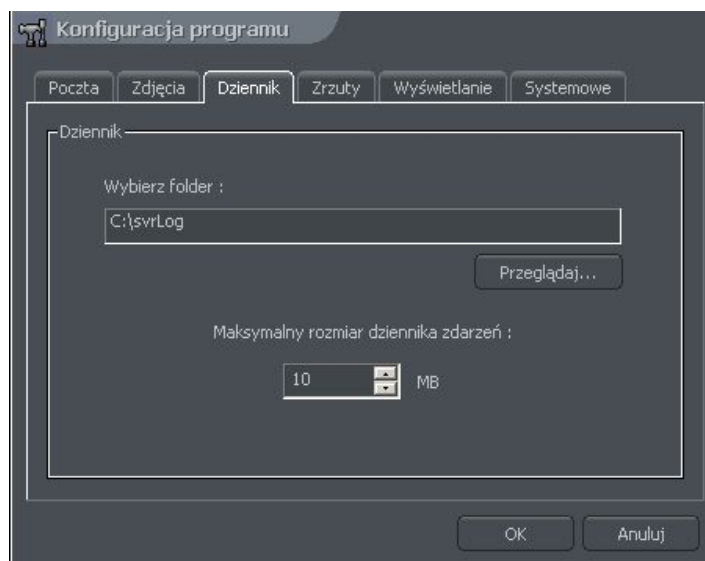 Konfiguracja programu
Poczta Zdjęcia Dziennik Zrzuty Wyświetlanie Systemowe
Dziennik
Wybierz folder :
C:\svrLog
Przeglądaj...
Maksymalny rozmiar dziennika zdarzeń :
10 MB
OK Anuluj